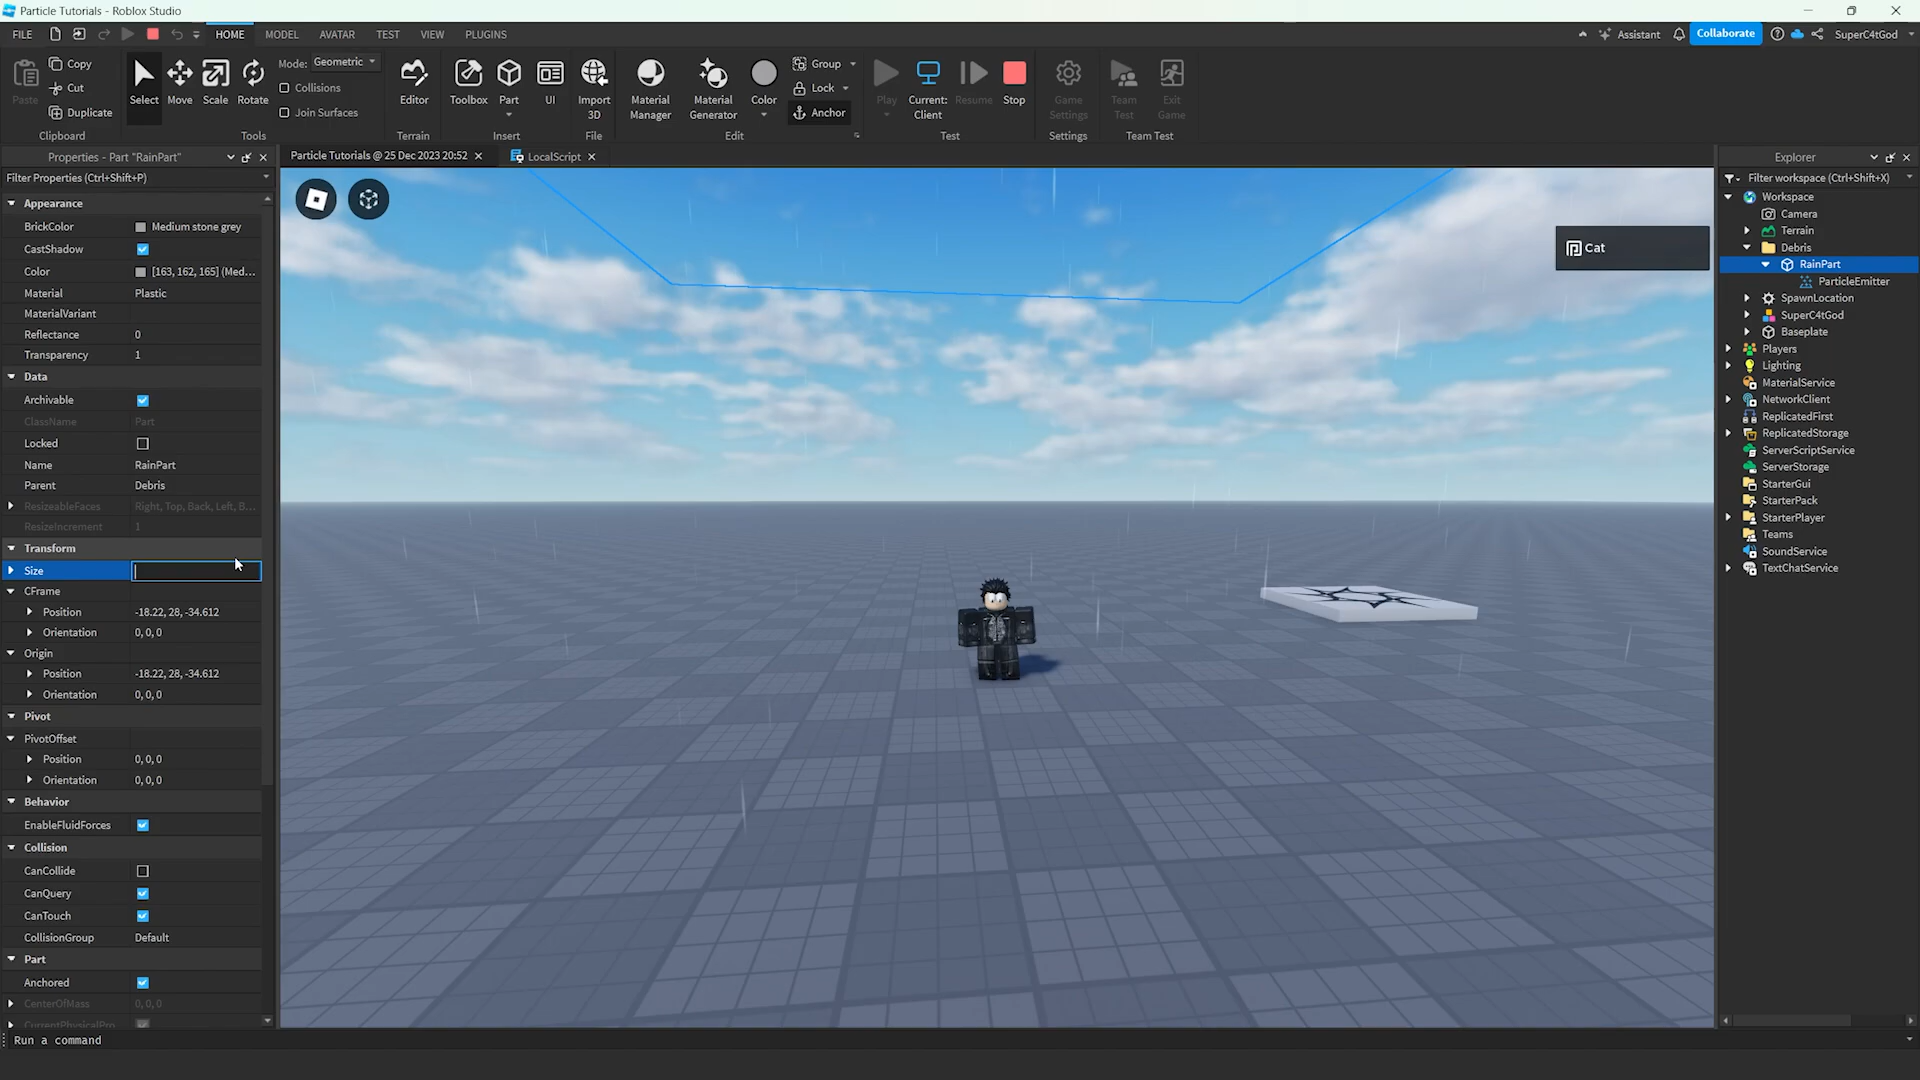 Particle Tutorials - Roblox Studio
FILE
HOME
MODEL
AVATAR
TEST
VIEW
PLUGINS
Assistant
Collaborate
SuperC4tGod
Paste
Copy
Cut
Duplicate
Clipboard
Select
Move
Scale
Rotate
Mode:
Geometric
Collisions
Join Surfaces
Tools
Editor
Terrain
Toolbox
Part
UI
Insert
Import
3D
File
Material
Manager
Material
Generator
Color
Group
Lock
Anchor
Edit
Play
Current:
Client
Resume
Stop
Test
Game
Settings
Settings
Team
Test
Exit
Game
Team Test
Properties - Part "RainPart"
Filter Properties (Ctrl+Shift+P)
Appearance
BrickColor Medium stone grey
CastShadow
Color [163, 162, 165] (Med...
Material Plastic
MaterialVariant
Reflectance 0
Transparency 1
Data
Archivable
ClassName Part
Locked
Name RainPart
Parent Debris
ResizeableFaces Right, Top, Back, Left, B...
ResizeIncrement 1
Transform
Size
CFrame
Position -18.22, 28, -34.612
Orientation 0, 0, 0
Origin
Position -18.22, 28, -34.612
Orientation 0, 0, 0
Pivot
PivotOffset
Position 0, 0, 0
Orientation 0, 0, 0
Behavior
EnableFluidForces
Collision
CanCollide
CanQuery
CanTouch
CollisionGroup Default
Part
Anchored
CenterOfMass 0, 0, 0
CurrentPhysicalPro
Particle Tutorials @ 25 Dec 2023 20:52
LocalScript
Cat
Explorer
Filter workspace (Ctrl+Shift+X)
Workspace
Camera
Terrain
Debris
RainPart
ParticleEmitter
SpawnLocation
SuperC4tGod
Baseplate
Players
Lighting
MaterialService
NetworkClient
ReplicatedFirst
ReplicatedStorage
ServerScriptService
ServerStorage
StarterGui
StarterPack
StarterPlayer
Teams
SoundService
TextChatService
Run a command